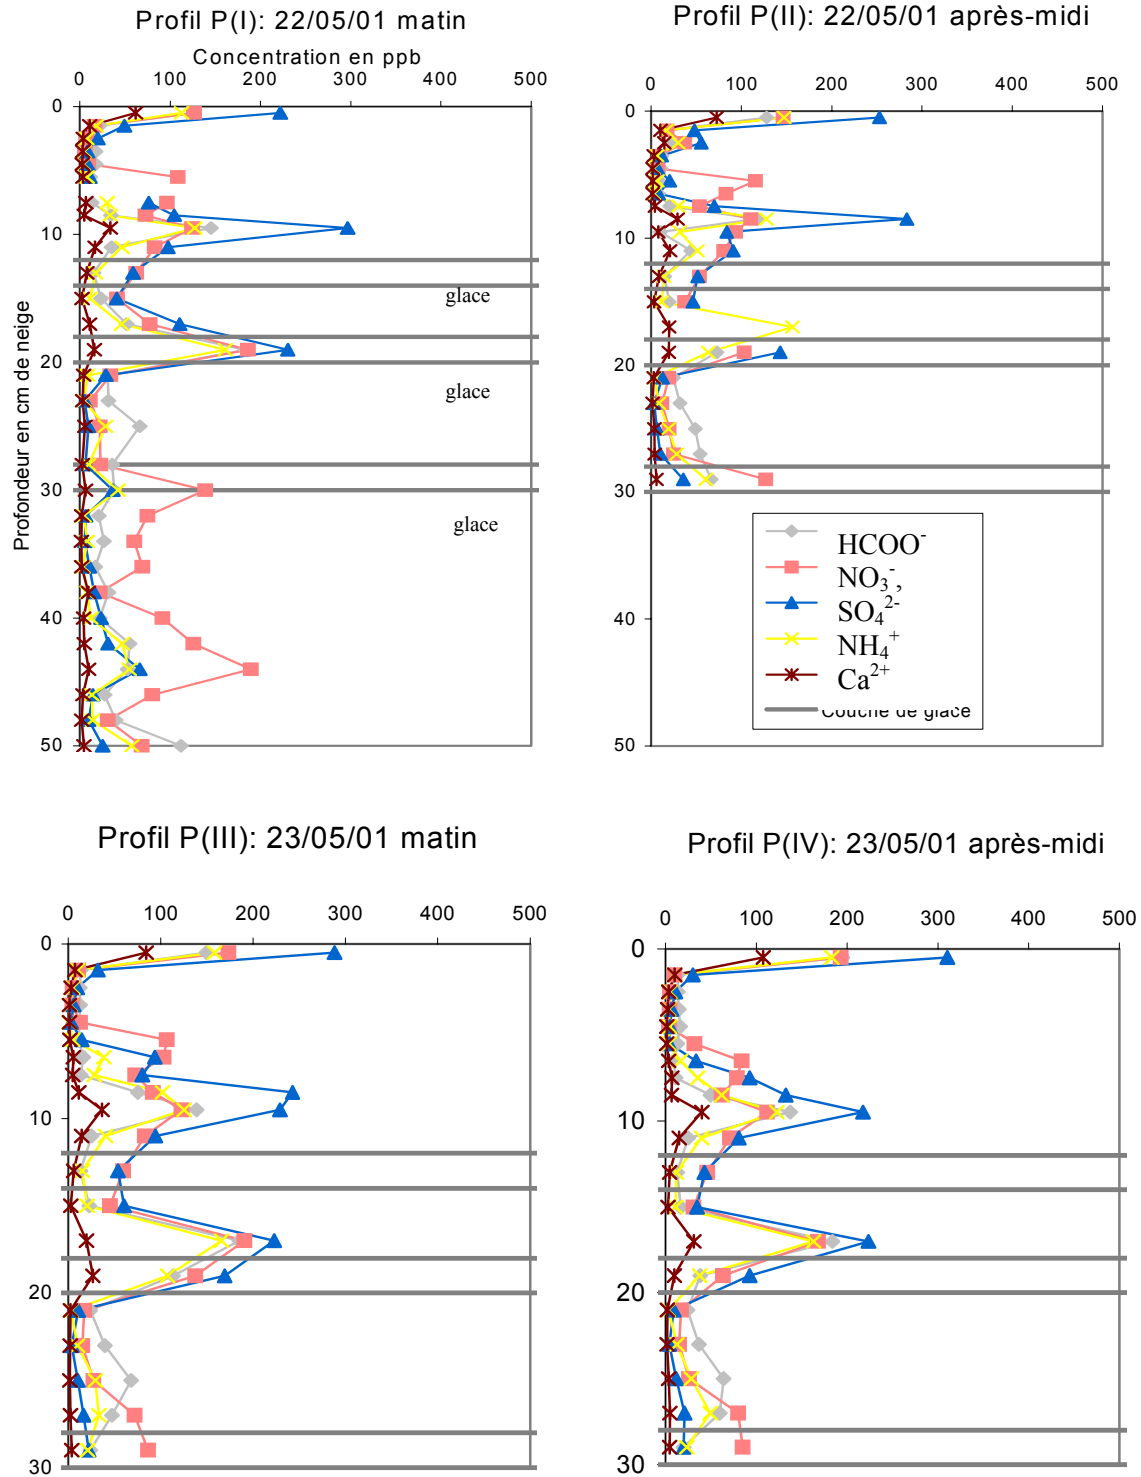 Profil P(I): 22/05/01 matin
Concentration en ppb
0 100 200 300 400 500
0
10
20
30
40
50
Profondeur en cm de neige
glace
glace
glace
Profil P(II): 22/05/01 après-midi
0 100 200 300 400 500
0
10
20
30
40
50
HCOO⁻
NO₃⁻,
SO₄²⁻
NH₄⁺
Ca²⁺
Couche de glace
Profil P(III): 23/05/01 matin
0 100 200 300 400 500
0
10
20
30
Profil P(IV): 23/05/01 après-midi
0 100 200 300 400 500
0
10
20
30